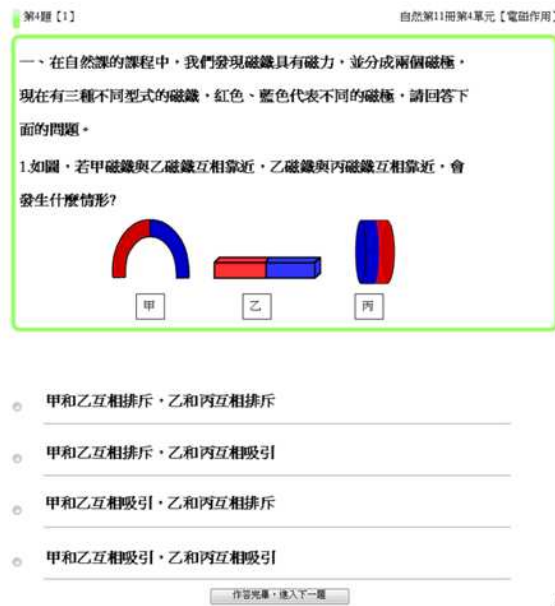 第4題【1】
自然第11冊第4單元【電磁作用】
一、在自然課的課程中，我們發現磁鐵具有磁力，並分成兩個磁極，
現在有三種不同型式的磁鐵，紅色、藍色代表不同的磁極，請回答下
面的問題。
1.如圖，若甲磁鐵與乙磁鐵互相靠近，乙磁鐵與丙磁鐵互相靠近，會
發生什麼情形?
甲
乙
丙
甲和乙互相排斥，乙和丙互相排斥
甲和乙互相排斥，乙和丙互相吸引
甲和乙互相吸引，乙和丙互相排斥
甲和乙互相吸引，乙和丙互相吸引
作答完畢，進入下一題